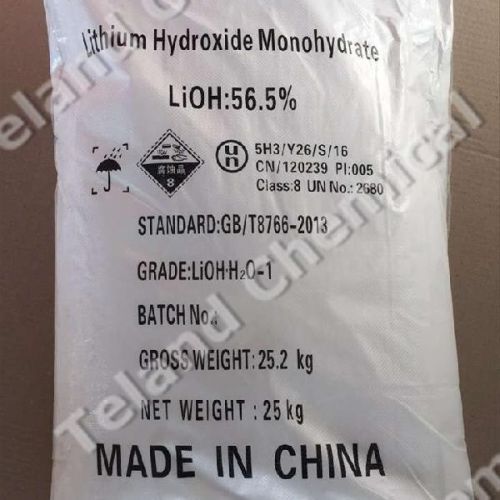 Lithium Hydroxide Monohydrate
LiOH:56.5%
腐蚀品
8
un
5H3/Y26/S/16
CN/120239 PI:005
Class:8 UN No.: 2680
STANDARD:GB/T8766-2013
GRADE:LiOH·H₂O-1
BATCH No.:
GROSS WEIGHT: 25.2 kg
NET WEIGHT : 25 kg
MADE IN CHINA
Telanu Chemical